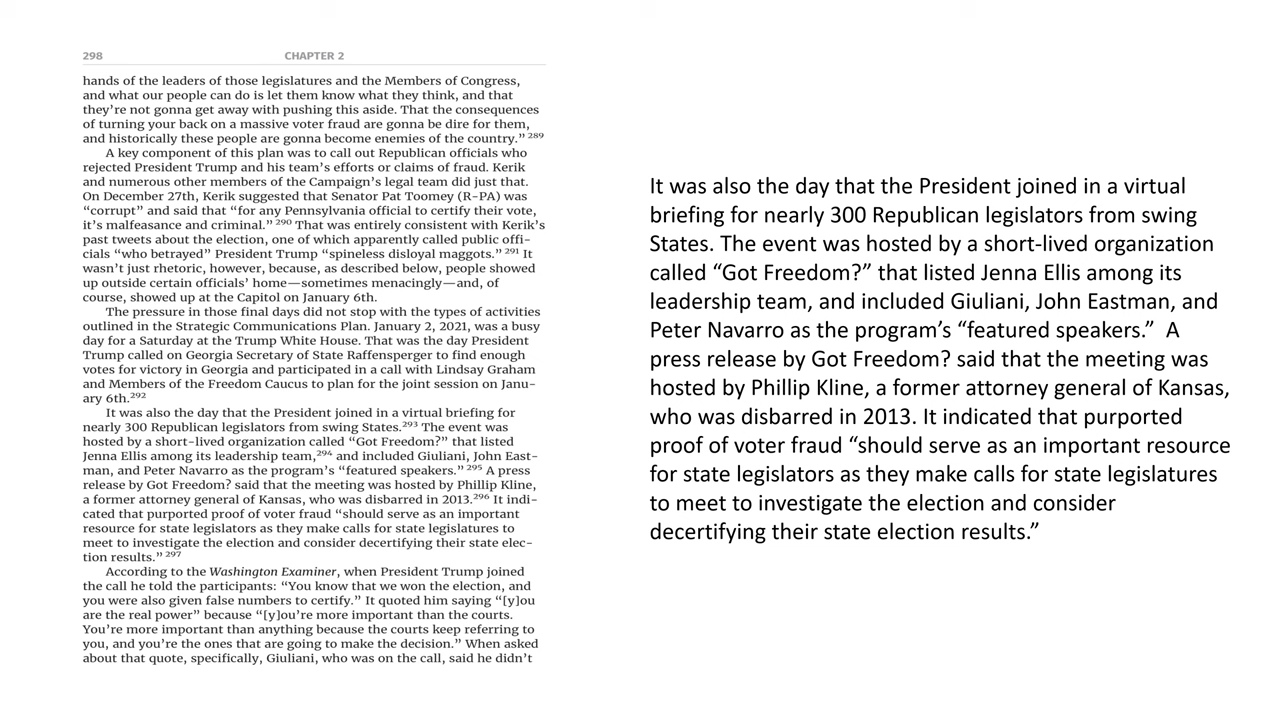 298 CHAPTER 2
hands of the leaders of those legislatures and the Members of Congress,
and what our people can do is let them know what they think, and that
they’re not gonna get away with pushing this aside. That the consequences
of turning your back on a massive voter fraud are gonna be dire for them,
and historically these people are gonna become enemies of the country.” 289
A key component of this plan was to call out Republican officials who
rejected President Trump and his team’s efforts or claims of fraud. Kerik
and numerous other members of the Campaign’s legal team did just that.
On December 27th, Kerik suggested that Senator Pat Toomey (R-PA) was
“corrupt” and said that “for any Pennsylvania official to certify their vote,
it’s malfeasance and criminal.” 290 That was entirely consistent with Kerik’s
past tweets about the election, one of which apparently called public offi-
cials “who betrayed” President Trump “spineless disloyal maggots.” 291 It
wasn’t just rhetoric, however, because, as described below, people showed
up outside certain officials’ home—sometimes menacingly—and, of
course, showed up at the Capitol on January 6th.
The pressure in those final days did not stop with the types of activities
outlined in the Strategic Communications Plan. January 2, 2021, was a busy
day for a Saturday at the Trump White House. That was the day President
Trump called on Georgia Secretary of State Raffensperger to find enough
votes for victory in Georgia and participated in a call with Lindsay Graham
and Members of the Freedom Caucus to plan for the joint session on Janu-
ary 6th.292
It was also the day that the President joined in a virtual briefing for
nearly 300 Republican legislators from swing States.293 The event was
hosted by a short-lived organization called “Got Freedom?” that listed
Jenna Ellis among its leadership team,294 and included Giuliani, John East-
man, and Peter Navarro as the program’s “featured speakers.” 295 A press
release by Got Freedom? said that the meeting was hosted by Phillip Kline,
a former attorney general of Kansas, who was disbarred in 2013.296 It indi-
cated that purported proof of voter fraud “should serve as an important
resource for state legislators as they make calls for state legislatures to
meet to investigate the election and consider decertifying their state elec-
tion results.” 297
According to the Washington Examiner, when President Trump joined
the call he told the participants: “You know that we won the election, and
you were also given false numbers to certify.” It quoted him saying “[y]ou
are the real power” because “[y]ou’re more important than the courts.
You’re more important than anything because the courts keep referring to
you, and you’re the ones that are going to make the decision.” When asked
about that quote, specifically, Giuliani, who was on the call, said he didn’t
It was also the day that the President joined in a virtual
briefing for nearly 300 Republican legislators from swing
States. The event was hosted by a short-lived organization
called “Got Freedom?” that listed Jenna Ellis among its
leadership team, and included Giuliani, John Eastman, and
Peter Navarro as the program’s “featured speakers.”  A
press release by Got Freedom? said that the meeting was
hosted by Phillip Kline, a former attorney general of Kansas,
who was disbarred in 2013. It indicated that purported
proof of voter fraud “should serve as an important resource
for state legislators as they make calls for state legislatures
to meet to investigate the election and consider
decertifying their state election results.”